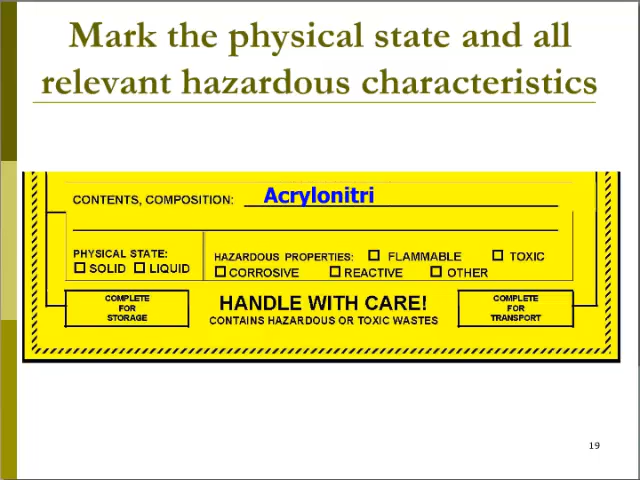 Mark the physical state and all
relevant hazardous characteristics
CONTENTS, COMPOSITION: Acrylonitri
PHYSICAL STATE:
SOLID LIQUID
HAZARDOUS PROPERTIES: FLAMMABLE TOXIC
CORROSIVE REACTIVE OTHER
COMPLETE
FOR
STORAGE
HANDLE WITH CARE!
CONTAINS HAZARDOUS OR TOXIC WASTES
COMPLETE
FOR
TRANSPORT
19